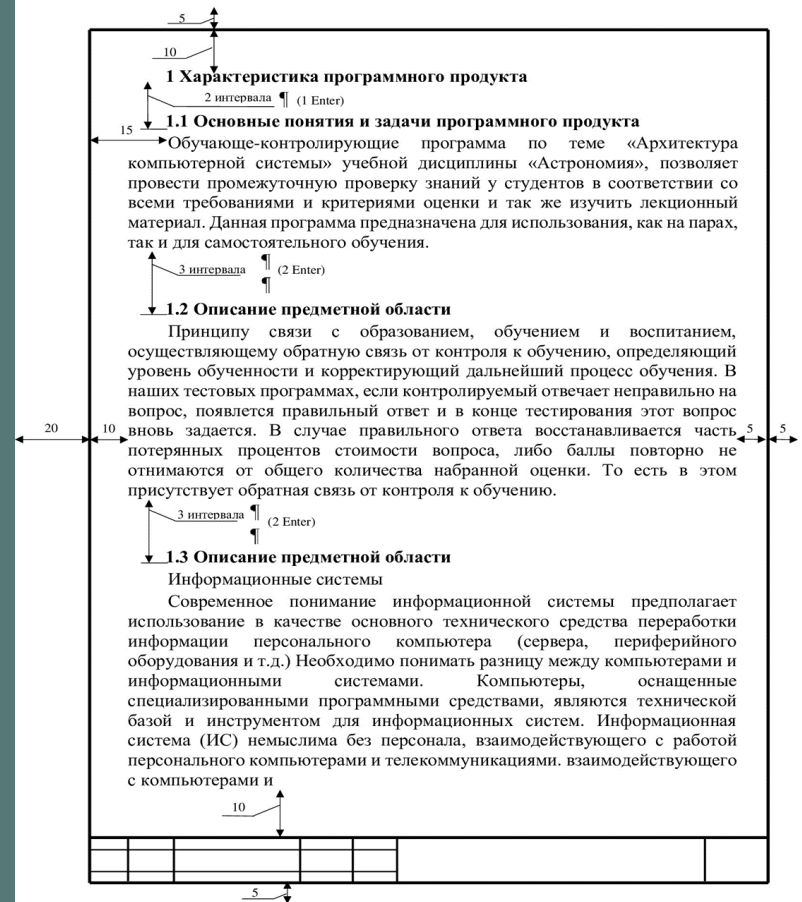 5
10
1 Характеристика программного продукта
2 интервала ¶ (1 Enter)
1.1 Основные понятия и задачи программного продукта
15
Обучающе-контролирующие программа по теме «Архитектура
компьютерной системы» учебной дисциплины «Астрономия», позволяет
провести промежуточную проверку знаний у студентов в соответствии со
всеми требованиями и критериями оценки и так же изучить лекционный
материал. Данная программа предназначена для использования, как на парах,
так и для самостоятельного обучения.
3 интервала ¶ (2 Enter)
¶
1.2 Описание предметной области
Принципу связи с образованием, обучением и воспитанием,
осуществляющему обратную связь от контроля к обучению, определяющий
уровень обученности и корректирующий дальнейший процесс обучения. В
наших тестовых программах, если контролируемый отвечает неправильно на
вопрос, появлется правильный ответ и в конце тестирования этот вопрос
20 10 вновь задается. В случае правильного ответа восстанавливается часть 5 5
потерянных процентов стоимости вопроса, либо баллы повторно не
отнимаются от общего количества набранной оценки. То есть в этом
присутствует обратная связь от контроля к обучению.
3 интервала ¶ (2 Enter)
¶
1.3 Описание предметной области
Информационные системы
Современное понимание информационной системы предполагает
использование в качестве основного технического средства переработки
информации персонального компьютера (сервера, периферийного
оборудования и т.д.) Необходимо понимать разницу между компьютерами и
информационными системами. Компьютеры, оснащенные
специализированными программными средствами, являются технической
базой и инструментом для информационных систем. Информационная
система (ИС) немыслима без персонала, взаимодействующего с работой
персонального компьютерами и телекоммуникациями. взаимодействующего
с компьютерами и
10
5